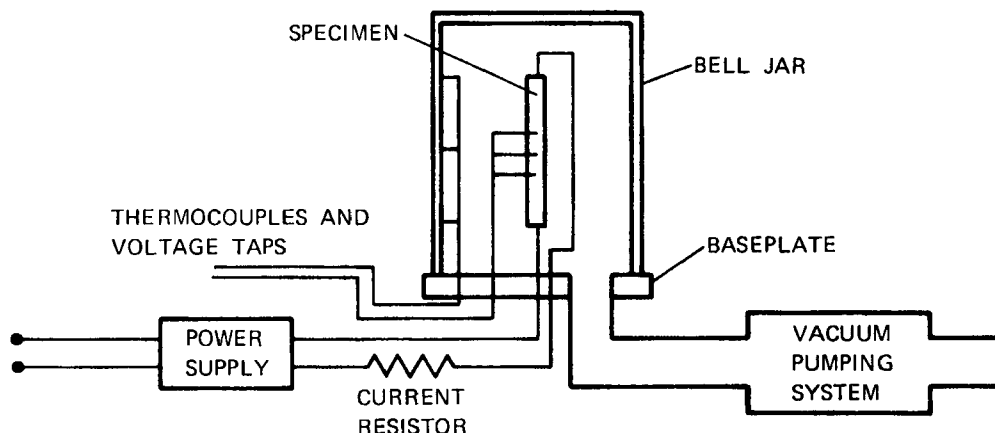 SPECIMEN
BELL JAR
THERMOCOUPLES AND
VOLTAGE TAPS
BASEPLATE
POWER
SUPPLY
CURRENT
RESISTOR
VACUUM
PUMPING
SYSTEM